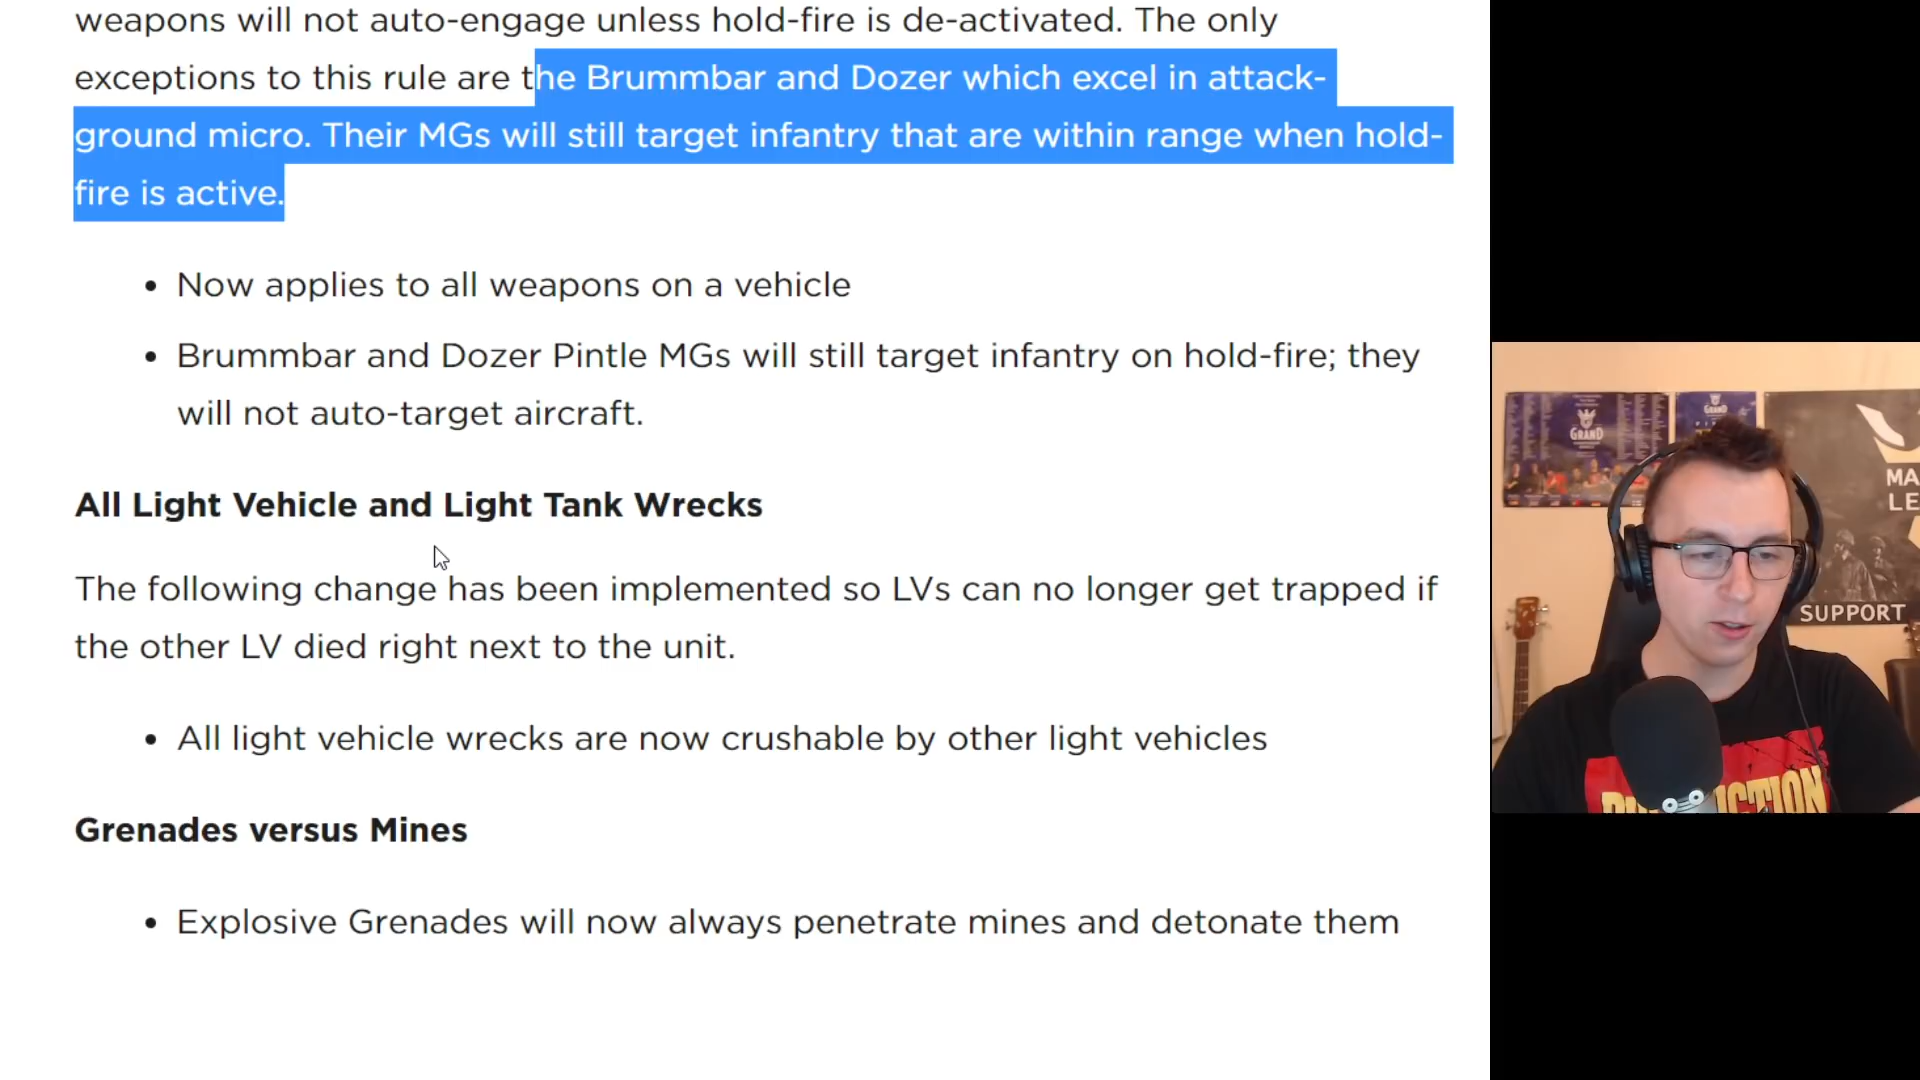 weapons will not auto-engage unless hold-fire is de-activated. The only
exceptions to this rule are the Brummbar and Dozer which excel in attack-
ground micro. Their MGs will still target infantry that are within range when hold-
fire is active.
• Now applies to all weapons on a vehicle
• Brummbar and Dozer Pintle MGs will still target infantry on hold-fire; they
will not auto-target aircraft.
All Light Vehicle and Light Tank Wrecks
The following change has been implemented so LVs can no longer get trapped if
the other LV died right next to the unit.
• All light vehicle wrecks are now crushable by other light vehicles
Grenades versus Mines
• Explosive Grenades will now always penetrate mines and detonate them
GRAND
GRAND
MA
LE
SUPPORT